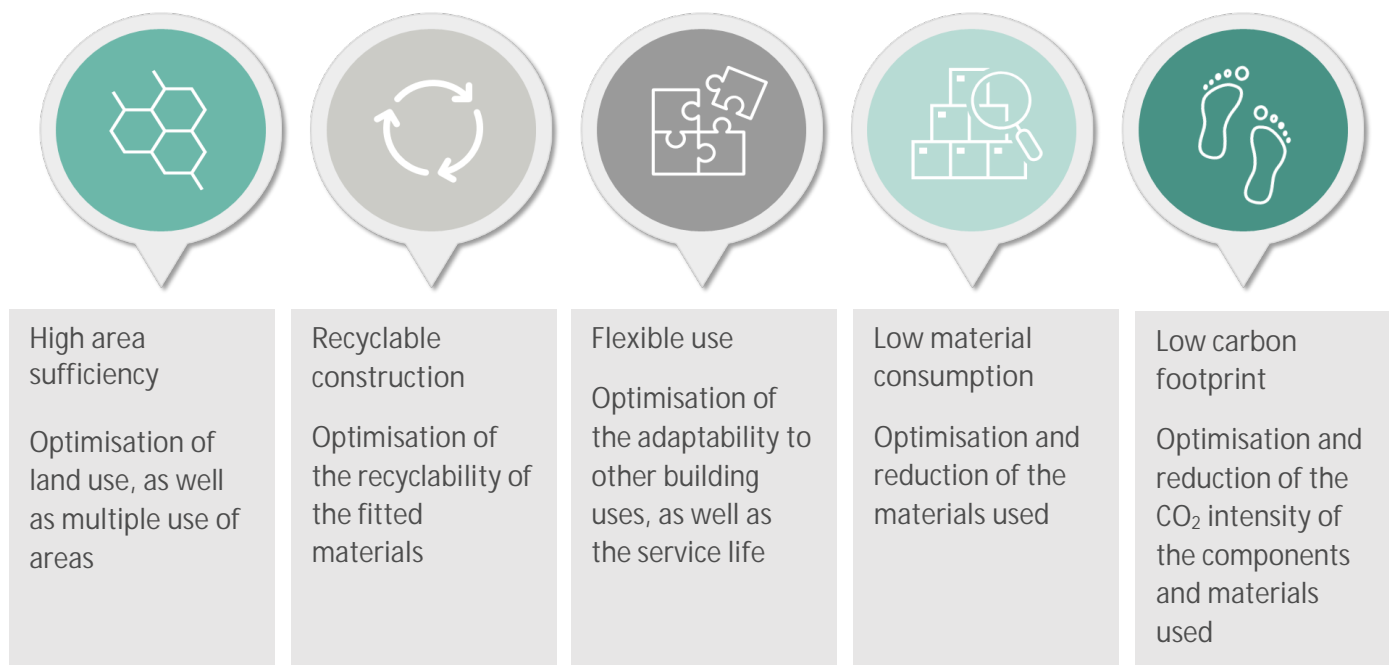 High area
sufficiency
Optimisation of
land use, as well
as multiple use of
areas
Recyclable
construction
Optimisation of
the recyclability of
the fitted
materials
Flexible use
Optimisation of
the adaptability to
other building
uses, as well as
the service life
Low material
consumption
Optimisation and
reduction of the
materials used
Low carbon
footprint
Optimisation and
reduction of the
CO₂ intensity of
the components
and materials
used